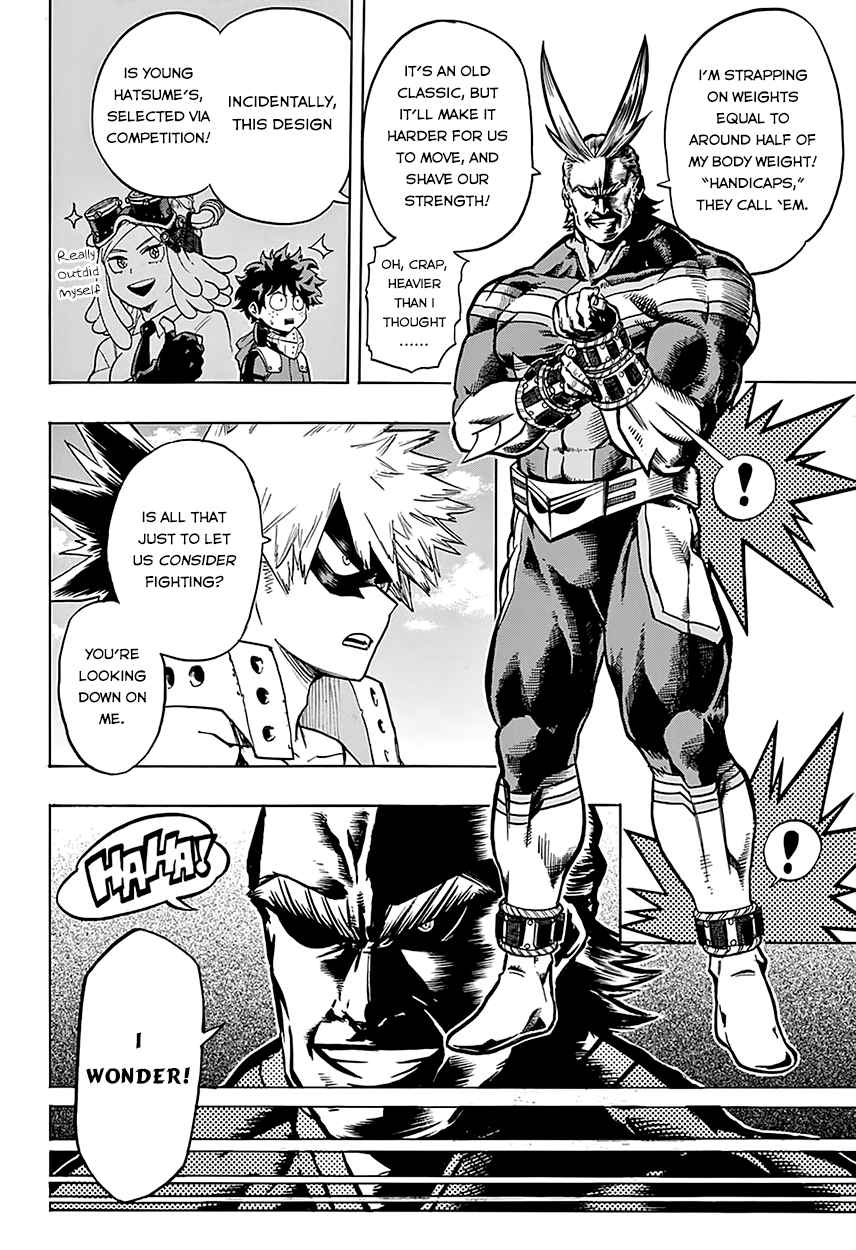 I'M STRAPPING
ON WEIGHTS
EQUAL TO
AROUND HALF OF
MY BODY WEIGHT!
"HANDICAPS,"
THEY CALL 'EM.
IT'S AN OLD
CLASSIC, BUT
IT'LL MAKE IT
HARDER FOR US
TO MOVE, AND
SHAVE OUR
STRENGTH!
OH, CRAP,
HEAVIER
THAN I
THOUGHT
......
INCIDENTALLY,
THIS DESIGN
IS YOUNG
HATSUME'S,
SELECTED VIA
COMPETITION!
Really
outdid
myself
!
!
IS ALL THAT
JUST TO LET
US CONSIDER
FIGHTING?
YOU'RE
LOOKING
DOWN ON
ME.
HAHA!
I
WONDER!